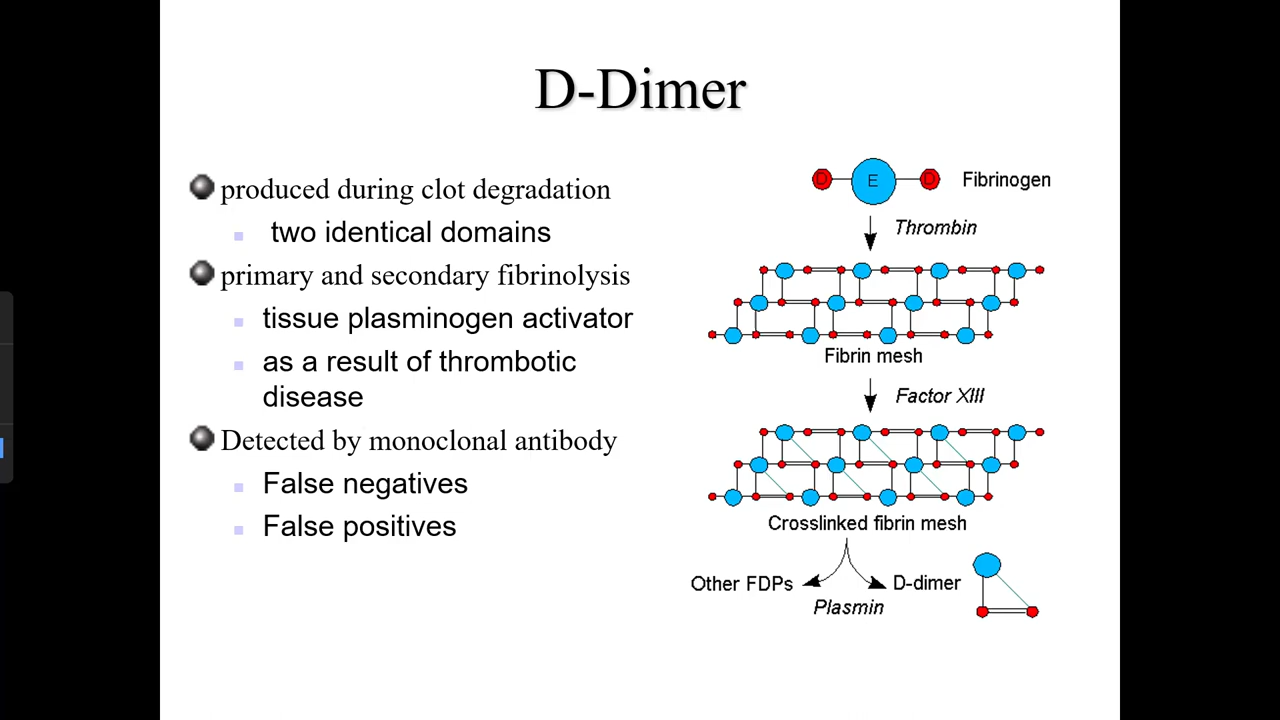 D-Dimer
produced during clot degradation
two identical domains
primary and secondary fibrinolysis
tissue plasminogen activator
as a result of thrombotic
disease
Detected by monoclonal antibody
False negatives
False positives
D E D Fibrinogen
Thrombin
Fibrin mesh
Factor XIII
Crosslinked fibrin mesh
Other FDPs D-dimer
Plasmin